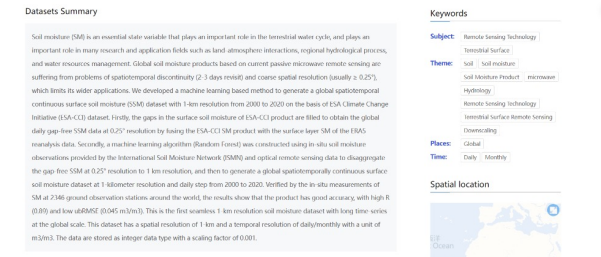 Datasets Summary
Soil moisture (SM) is an essential state variable that plays an important role in the terrestrial water cycle, and plays an
important role in many research and application fields such as land atmosphere interactions, regional hydrological process,
and water resources management. Global soil moisture products based on current passive microwave remote sensing are
suffering from problems of spatiotemporal discontinuity (2-3 days revisit) and coarse spatial resolution (usually ≥ 0.25°),
which limits its wider applications. We developed a machine learning based method to generate a global spatiotemporal
continuous surface soil moisture (SSM) dataset with 1-km resolution from 2000 to 2020 on the basis of ESA Climate Change
Initiative (ESA-CCI) dataset. Firstly, the gaps in the surface soil moisture of ESA-CCI product are filled to obtain the global
daily gap-free SSM data at 0.25° resolution by fusing the ESA-CCI SM product with the surface layer SM of the ERA5
reanalysis data. Secondly, a machine learning algorithm (Random Forest) was constructed using in-situ soil moisture
observations provided by the International Soil Moisture Network (ISMN) and optical remote sensing data to disaggregate
the gap-free SSM at 0.25° resolution to 1 km resolution, and then to generate a global spatiotemporally continuous surface
soil moisture dataset at 1-kilometer resolution and daily step from 2000 to 2020. Verified by the in-situ measurements of
SM at 2346 ground observation stations around the world, the results show that the product has good accuracy, with high R
(0.89) and low ubRMSE (0.045 m3/m3). This is the first seamless 1-km resolution soil moisture dataset with long time series
at the global scale. This dataset has a spatial resolution of 1-km and a temporal resolution of daily/monthly with a unit of
m3/m3. The data are stored as integer data type with a scaling factor of 0.001.
Keywords
Subject: Remote Sensing Technology
Terrestrial Surface
Theme: Soil Soil moisture
Soil Moisture Product microwave
Hydrology
Remote Sensing Technology
Terrestrial Surface Remote Sensing
Downscaling
Places: Global
Time: Daily Monthly
Spatial location
Ocean